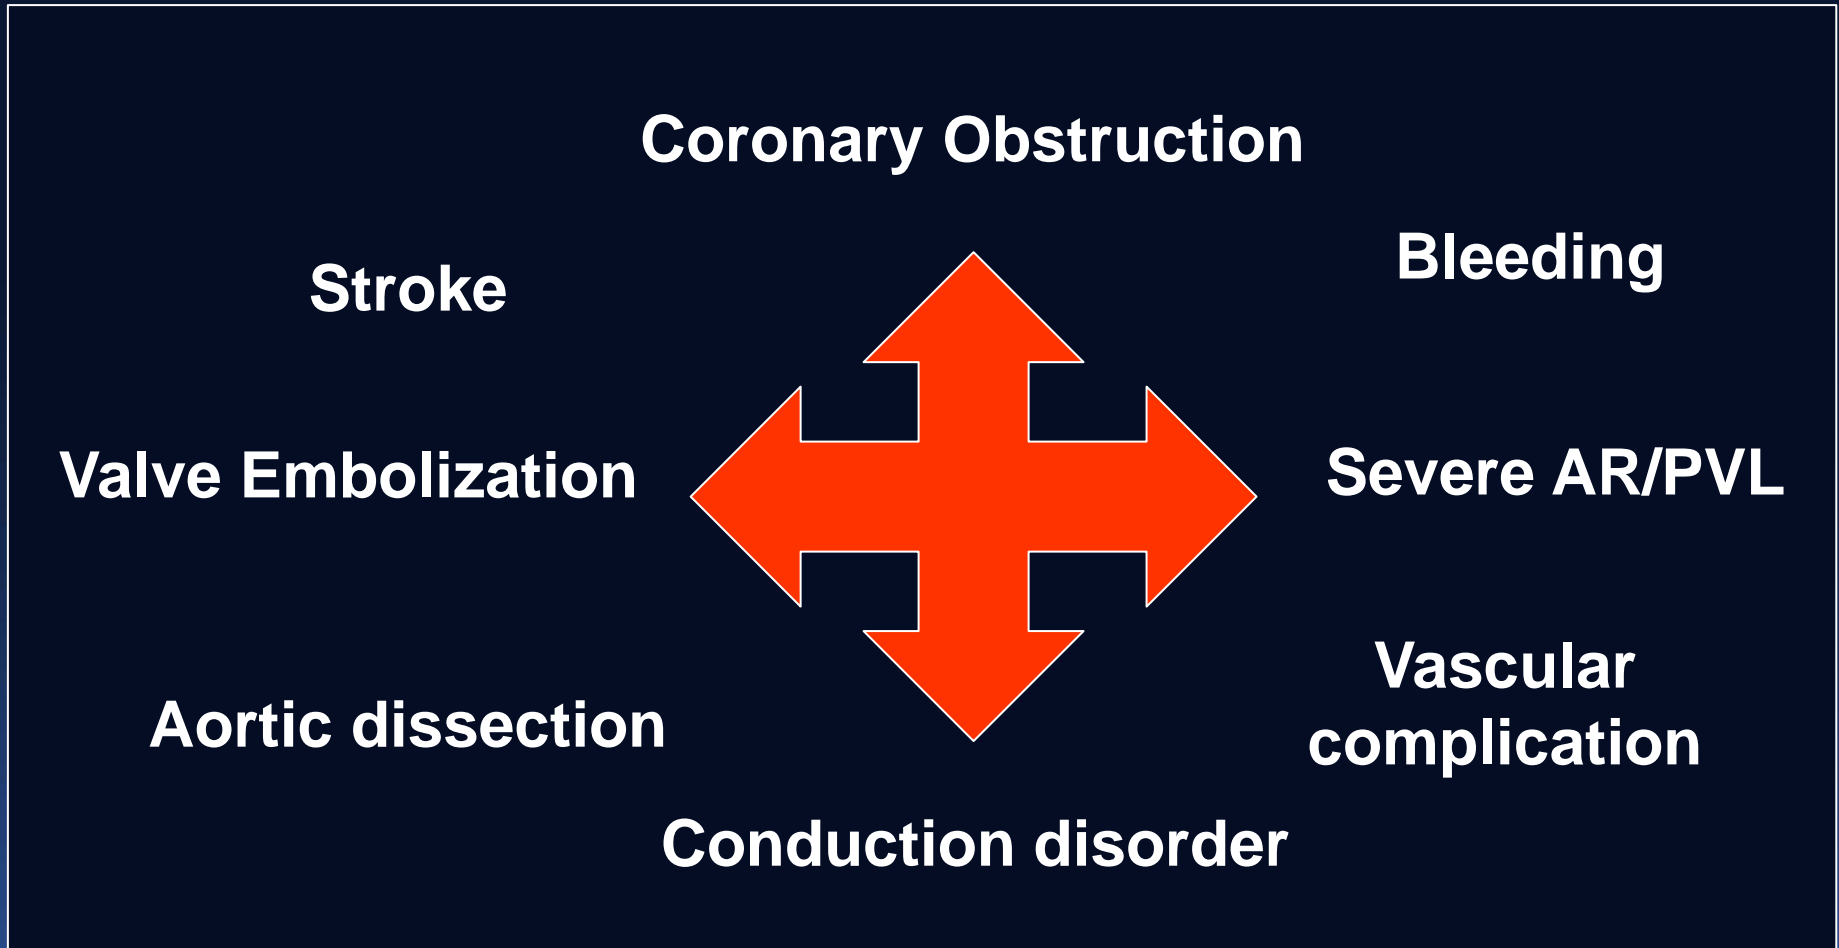 Coronary Obstruction
Bleeding
Stroke
Valve Embolization
Severe AR/PVL
Vascular
complication
Aortic dissection
Conduction disorder